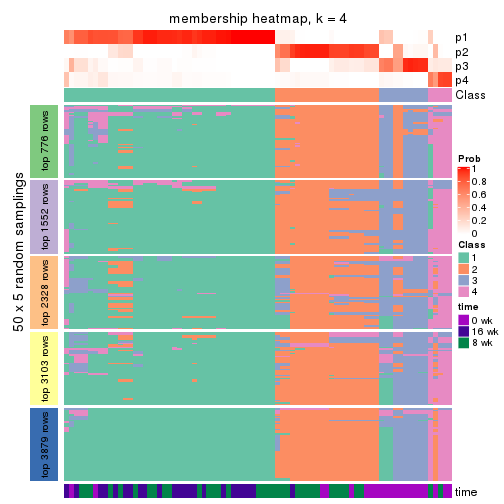 membership heatmap, k = 4
p1
p2
p3
p4
Class
50 x 5 random samplings
top 776 rows
top 1552 rows
top 2328 rows
top 3103 rows
top 3879 rows
time
Prob
1
0.8
0.6
0.4
0.2
0
Class
1
2
3
4
time
0 wk
16 wk
8 wk